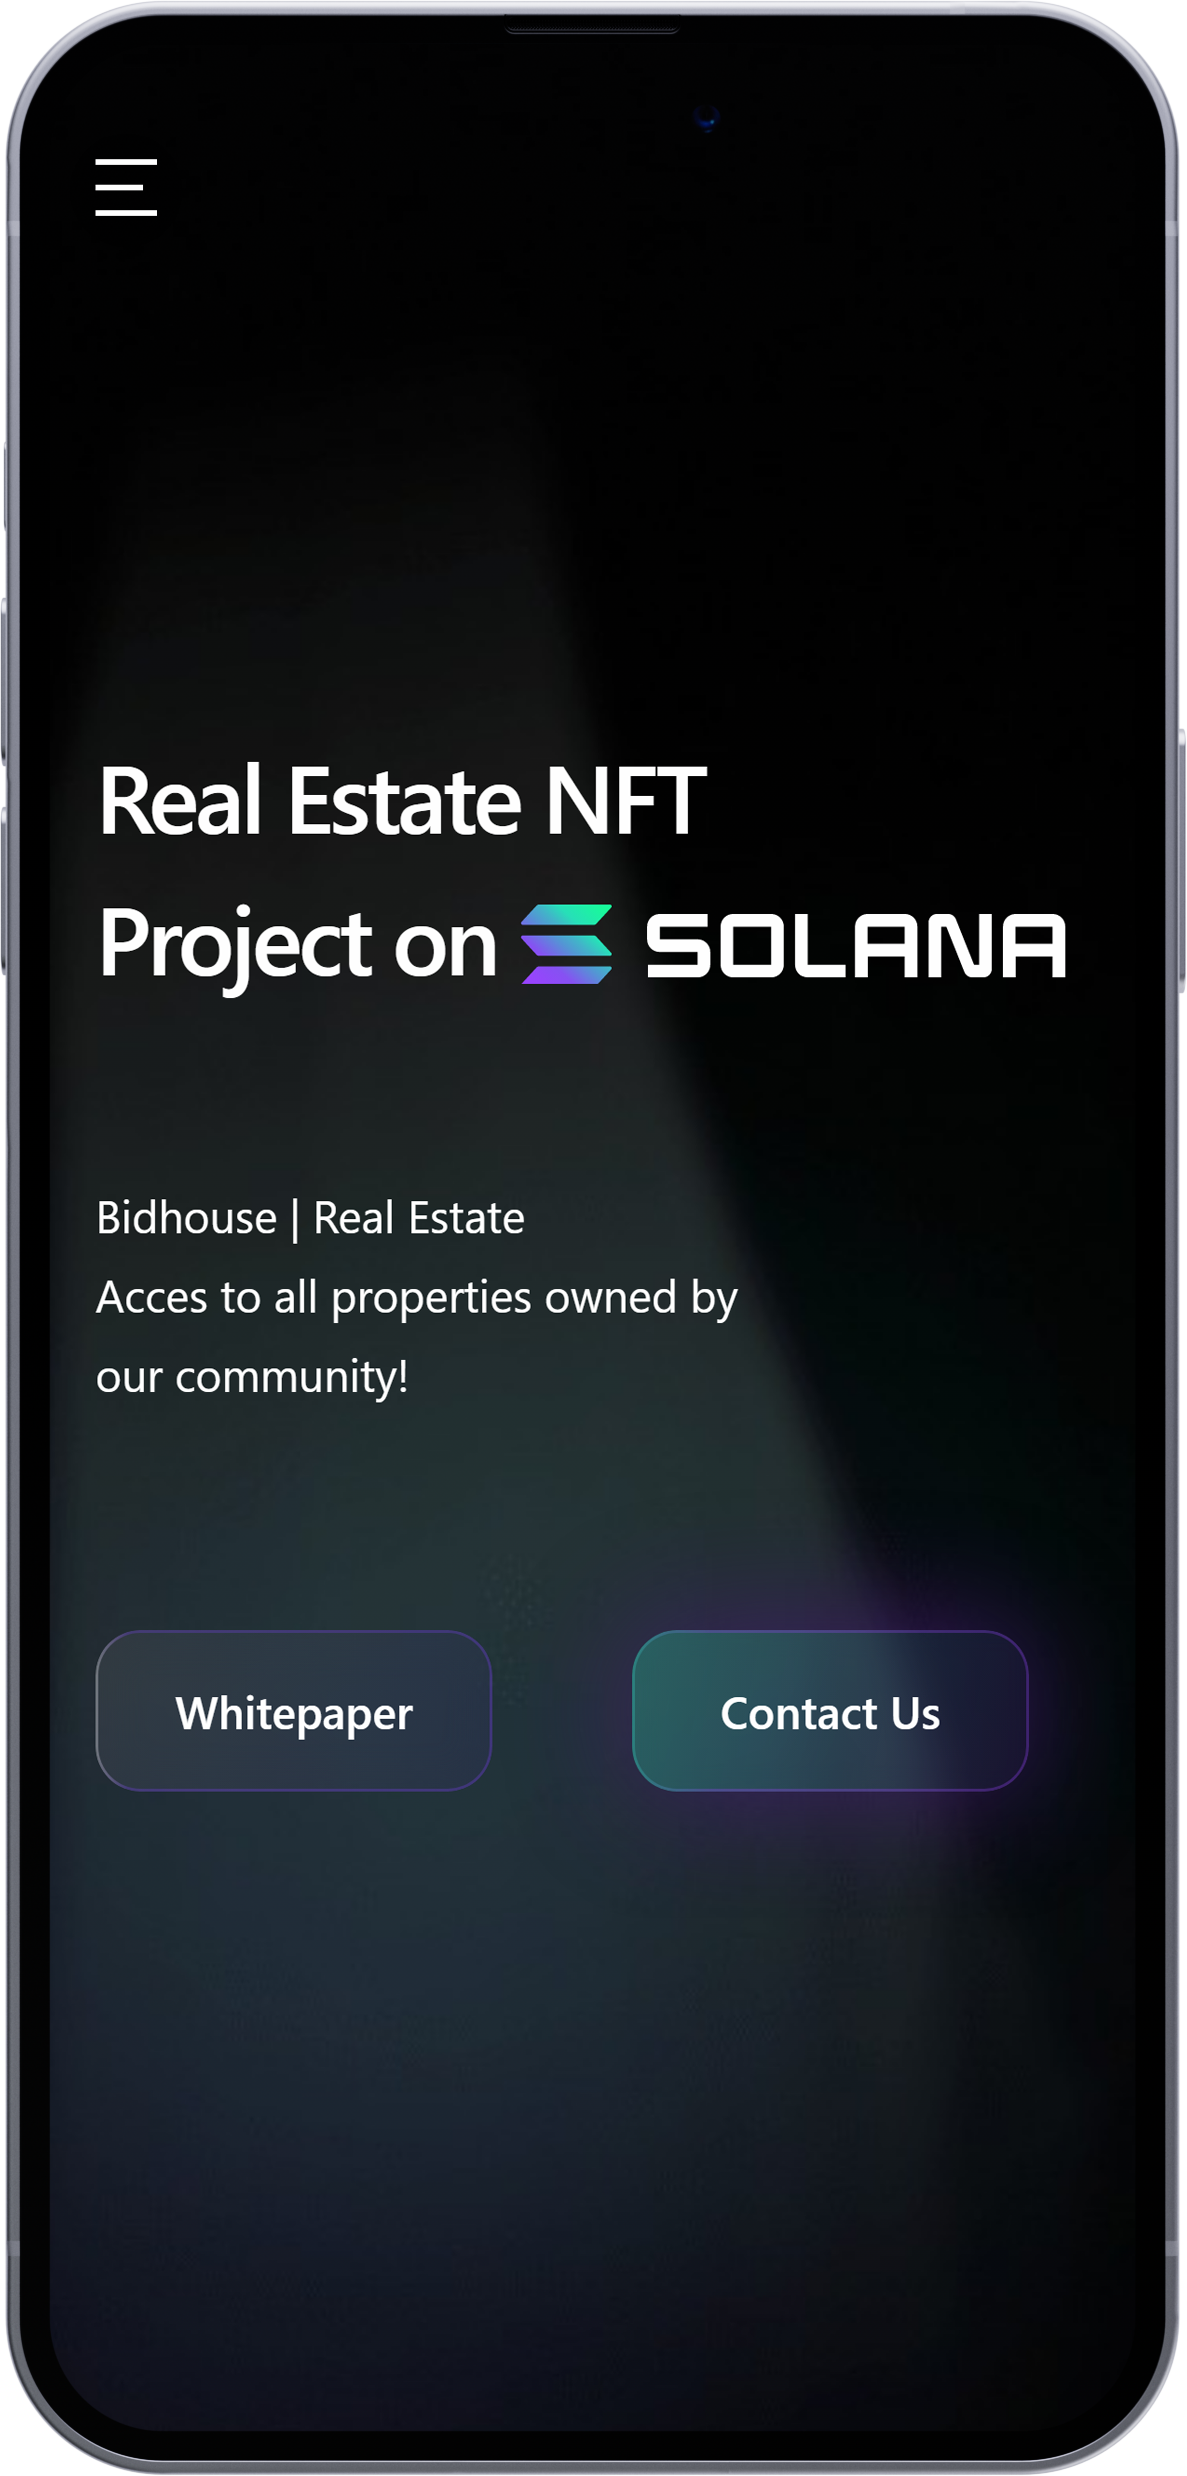 Real Estate NFT
Project on SOLANA
Bidhouse | Real Estate
Acces to all properties owned by
our community!
Whitepaper
Contact Us